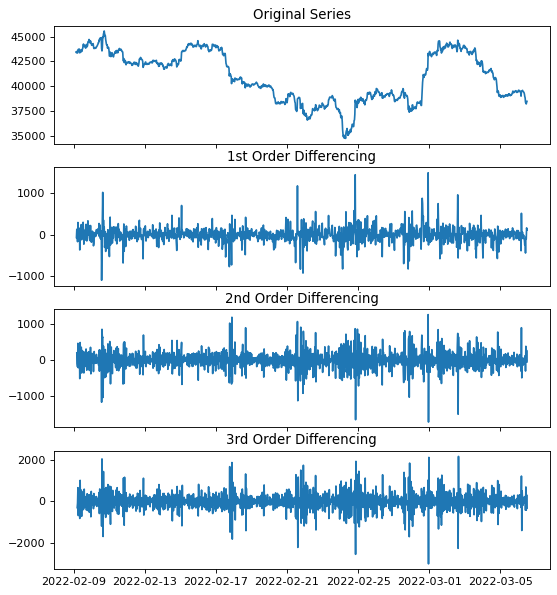 Original Series
45000
42500
40000
37500
35000
1st Order Differencing
1000
0
−1000
2nd Order Differencing
1000
0
−1000
3rd Order Differencing
2000
0
−2000
2022-02-09 2022-02-13 2022-02-17 2022-02-21 2022-02-25 2022-03-01 2022-03-05